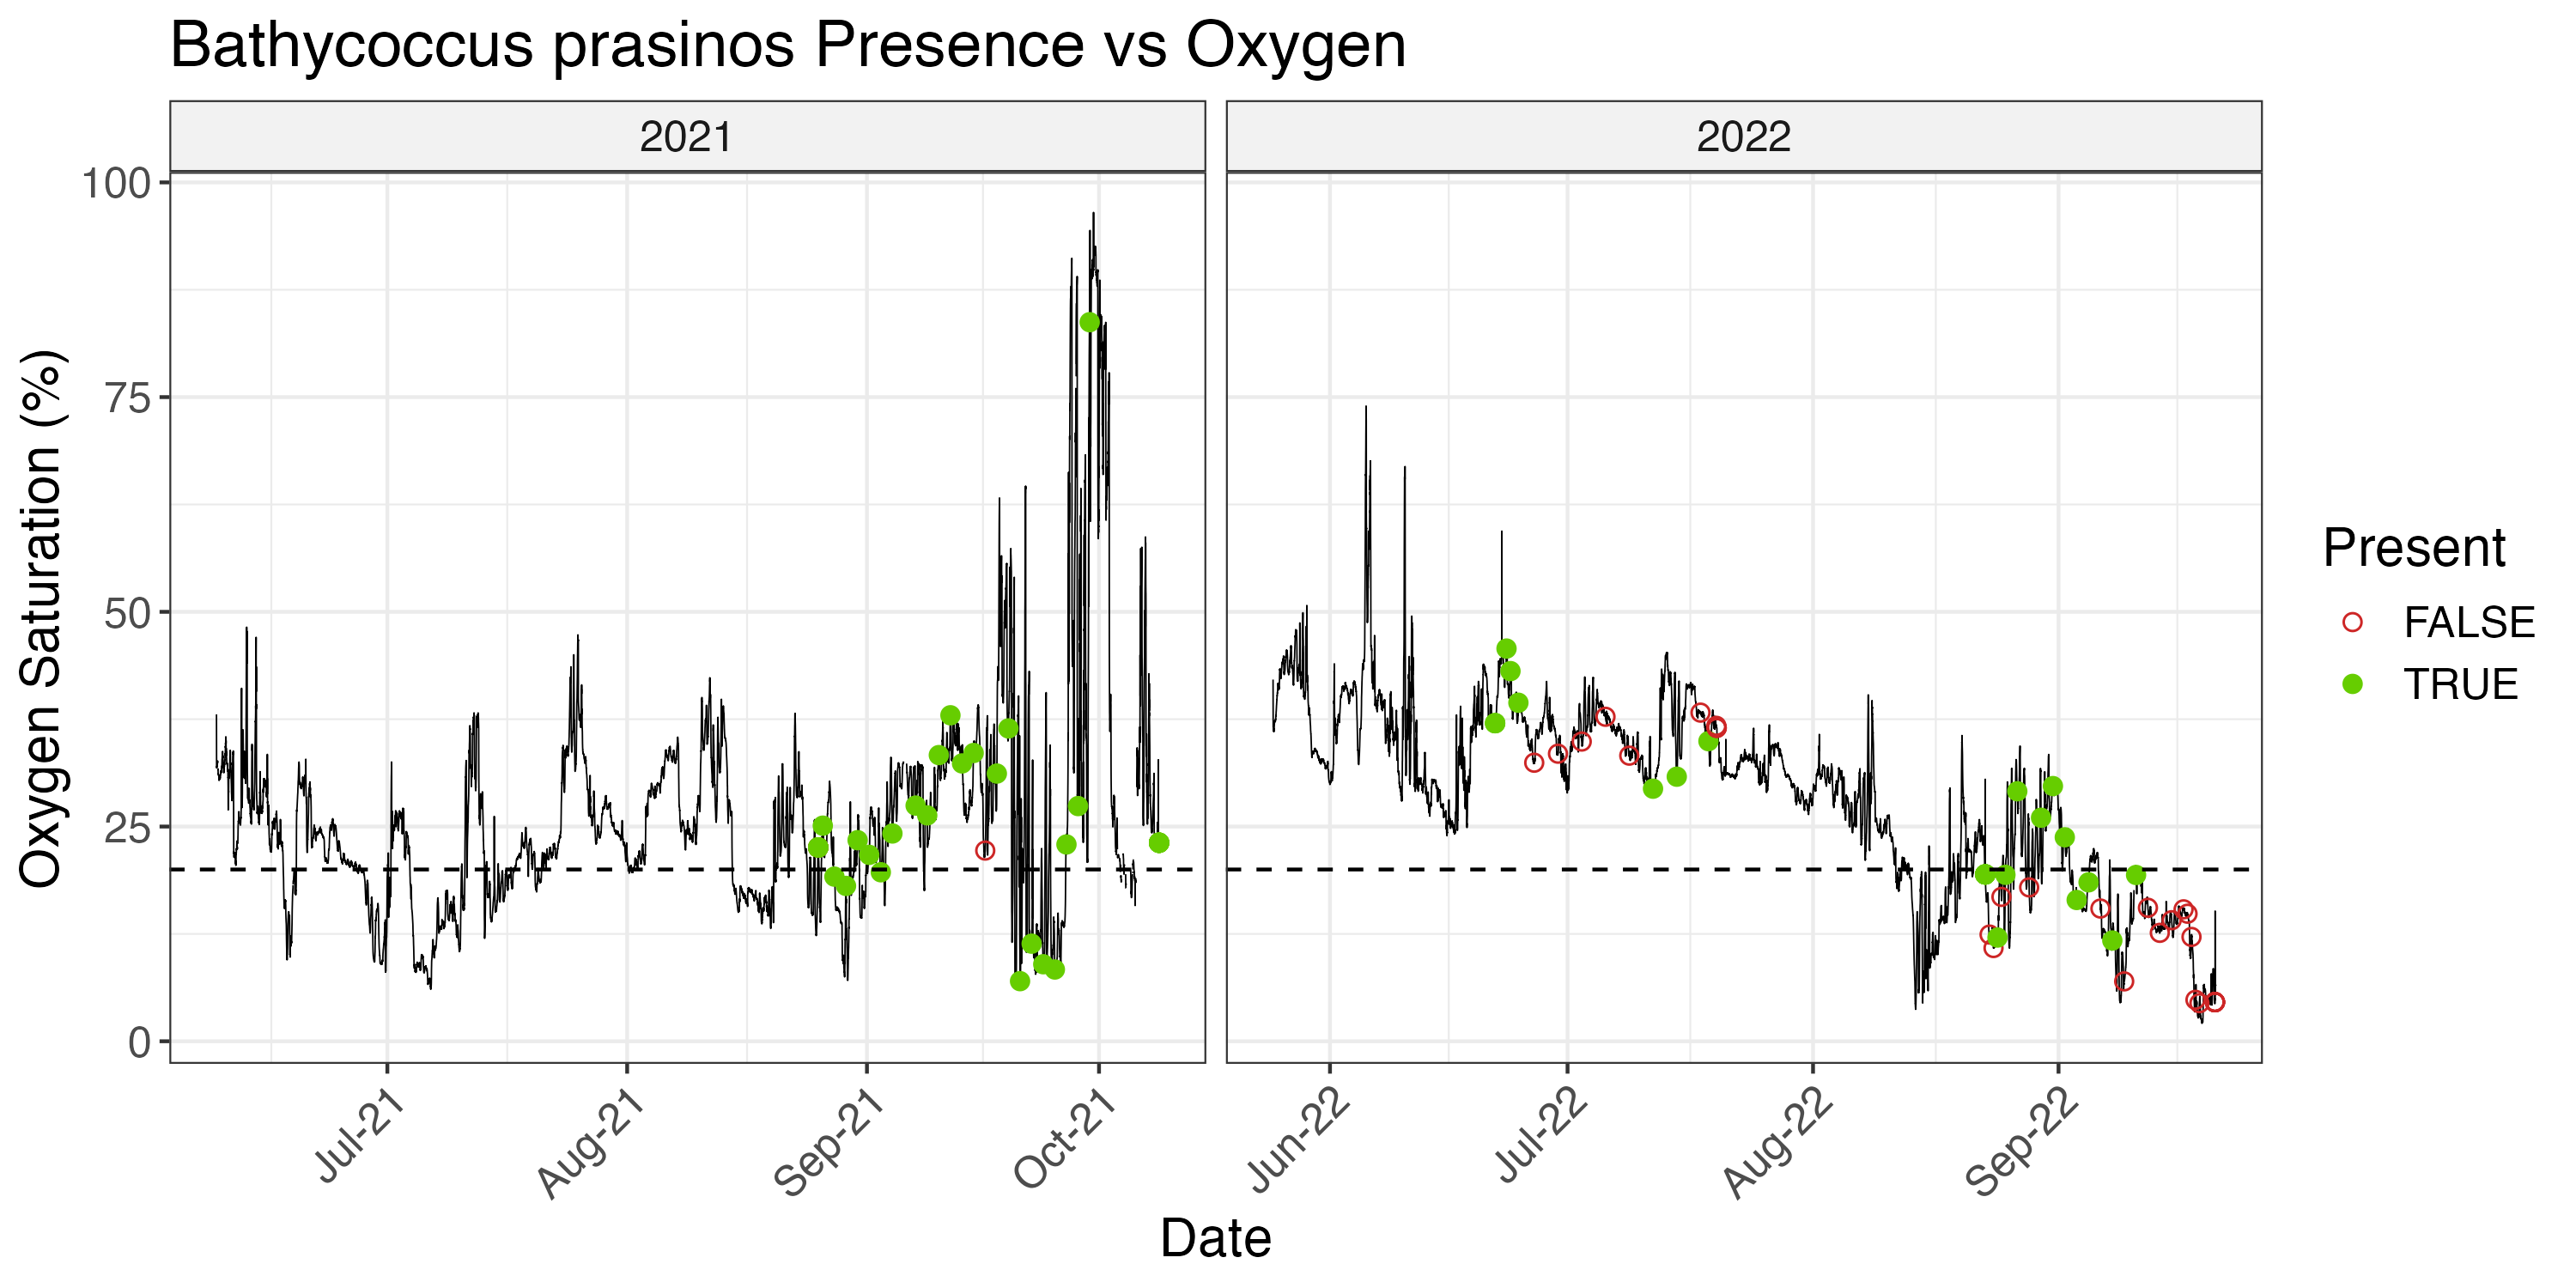 Bathycoccus prasinos Presence vs Oxygen
2021
2022
100
75
50
25
0
Oxygen Saturation (%)
Jul-21
Aug-21
Sep-21
Oct-21
Jun-22
Jul-22
Aug-22
Sep-22
Date
Present
FALSE
TRUE